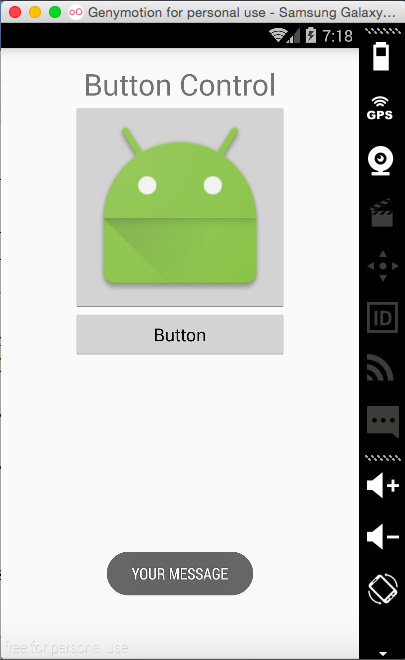 Genymotion for personal use - Samsung Galaxy...
7:18
Button Control
GPS
Button
ID
YOUR MESSAGE
free for personal use